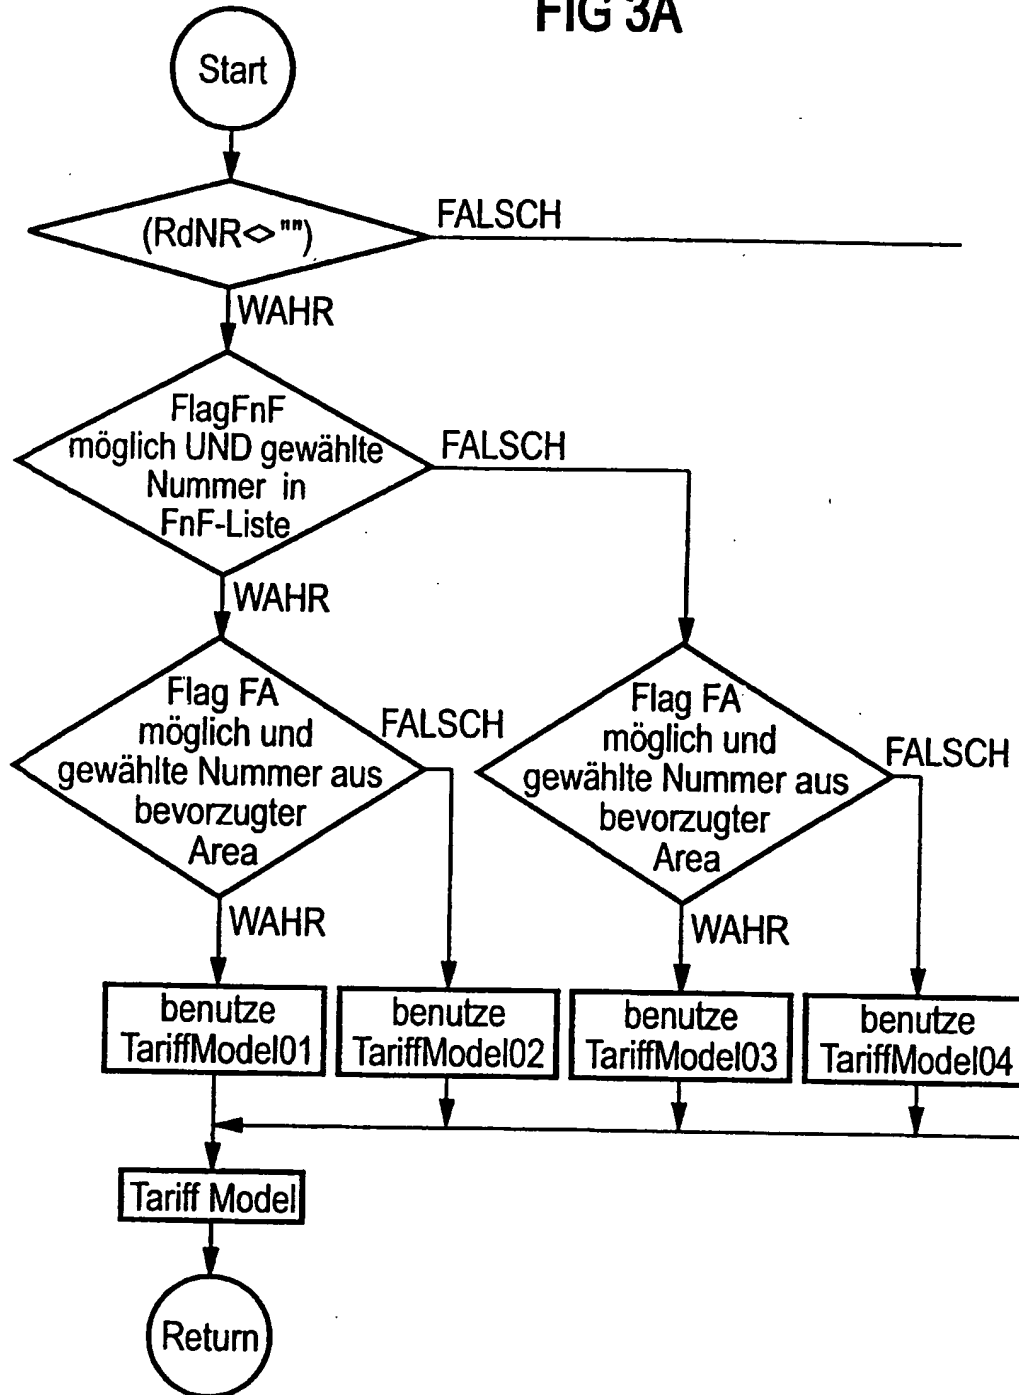 FIG 3A
Start
(RdNR<>"")
FALSCH
WAHR
FlagFnF
möglich UND gewählte
Nummer in
FnF-Liste
FALSCH
WAHR
Flag FA
möglich und
gewählte Nummer aus
bevorzugter
Area
FALSCH
Flag FA
möglich und
gewählte Nummer aus
bevorzugter
Area
FALSCH
WAHR
WAHR
benutze
TariffModel01
benutze
TariffModel02
benutze
TariffModel03
benutze
TariffModel04
Tariff Model
Return